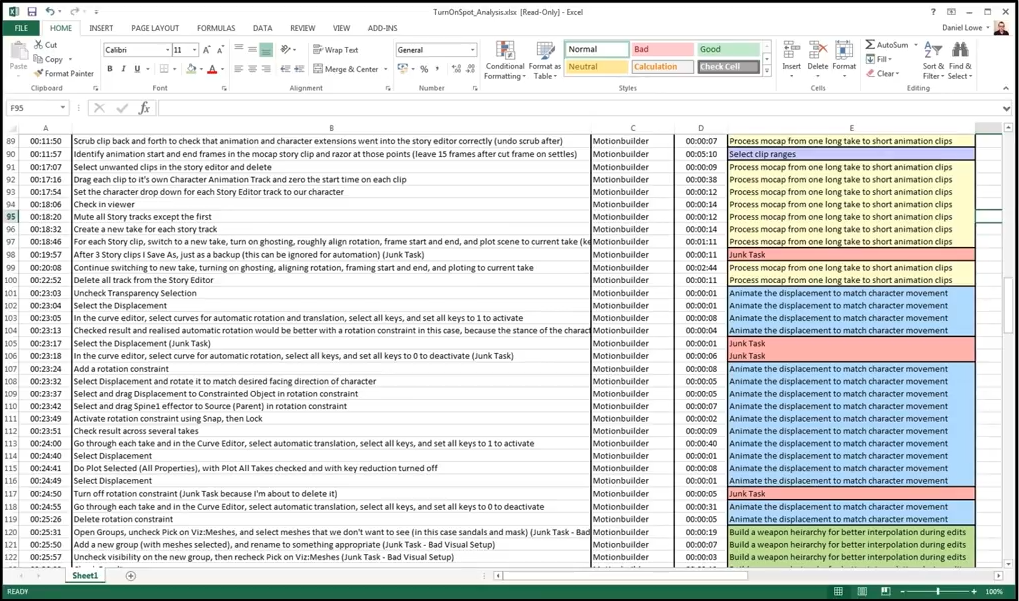 TurnOnSpot_Analysis.xlsx [Read-Only] - Excel
FILE HOME INSERT PAGE LAYOUT FORMULAS DATA REVIEW VIEW ADD-INS Daniel Lowe
Paste Cut Copy Format Painter Calibri 11 Wrap Text Merge & Center General Conditional Formatting Format as Table Normal Bad Good Neutral Calculation Check Cell Insert Delete Format AutoSum Fill Clear Sort & Filter Find & Select
Clipboard Font Alignment Number Styles Cells Editing
F95 fx
A B C D E
89 00:11:50 Scrub clip back and forth to check that animation and character extensions went into the story editor correctly (undo scrub after) Motionbuilder 00:00:07 Process mocap from one long take to short animation clips
90 00:11:57 Identify animation start and end frames in the mocap story clip and razor at those points (leave 15 frames after cut frame on settles) Motionbuilder 00:05:10 Select clip ranges
91 00:17:07 Select unwanted clips in the story editor and delete Motionbuilder 00:00:09 Process mocap from one long take to short animation clips
92 00:17:16 Drag each clip to it's own Character Animation Track and zero the start time on each clip Motionbuilder 00:00:38 Process mocap from one long take to short animation clips
93 00:17:54 Set the character drop down for each Story Editor track to our character Motionbuilder 00:00:12 Process mocap from one long take to short animation clips
94 00:18:06 Check in viewer Motionbuilder 00:00:14 Process mocap from one long take to short animation clips
95 00:18:20 Mute all Story tracks except the first Motionbuilder 00:00:12 Process mocap from one long take to short animation clips
96 00:18:32 Create a new take for each story track Motionbuilder 00:00:14 Process mocap from one long take to short animation clips
97 00:18:46 For each Story clip, switch to a new take, turn on ghosting, roughly align rotation, frame start and end, and plot scene to current take (ke Motionbuilder 00:01:11 Process mocap from one long take to short animation clips
98 00:19:57 After 3 Story clips I Save As, just as a backup (this can be ignored for automation) (Junk Task) Motionbuilder 00:00:11 Junk Task
99 00:20:08 Continue switching to new take, turning on ghosting, aligning rotation, framing start and end, and ploting to current take Motionbuilder 00:02:44 Process mocap from one long take to short animation clips
100 00:22:52 Delete all track from the Story Editor Motionbuilder 00:00:11 Process mocap from one long take to short animation clips
101 00:23:03 Uncheck Transparency Selection Motionbuilder 00:00:01 Animate the displacement to match character movement
102 00:23:04 Select the Displacement Motionbuilder 00:00:01 Animate the displacement to match character movement
103 00:23:05 In the curve editor, select curves for automatic rotation and translation, select all keys, and set all keys to 1 to activate Motionbuilder 00:00:08 Animate the displacement to match character movement
104 00:23:13 Checked result and realised automatic rotation would be better with a rotation constraint in this case, because the stance of the charact Motionbuilder 00:00:04 Animate the displacement to match character movement
105 00:23:17 Select the Displacement (Junk Task) Motionbuilder 00:00:01 Junk Task
106 00:23:18 In the curve editor, select curve for automatic rotation, select all keys, and set all keys to 0 to deactivate (Junk Task) Motionbuilder 00:00:06 Junk Task
107 00:23:24 Add a rotation constraint Motionbuilder 00:00:08 Animate the displacement to match character movement
108 00:23:32 Select Displacement and rotate it to match desired facing direction of character Motionbuilder 00:00:05 Animate the displacement to match character movement
109 00:23:37 Select and drag Displacement to Constrainted Object in rotation constraint Motionbuilder 00:00:05 Animate the displacement to match character movement
110 00:23:42 Select and drag Spine1 effector to Source (Parent) in rotation constraint Motionbuilder 00:00:07 Animate the displacement to match character movement
111 00:23:49 Activate rotation constraint using Snap, then Lock Motionbuilder 00:00:02 Animate the displacement to match character movement
112 00:23:51 Check result across several takes Motionbuilder 00:00:09 Animate the displacement to match character movement
113 00:24:00 Go through each take and in the Curve Editor, select automatic translation, select all keys, and set all keys to 1 to activate Motionbuilder 00:00:40 Animate the displacement to match character movement
114 00:24:40 Select Displacement Motionbuilder 00:00:01 Animate the displacement to match character movement
115 00:24:41 Do Plot Selected (All Properties), with Plot All Takes checked and with key reduction turned off Motionbuilder 00:00:08 Animate the displacement to match character movement
116 00:24:49 Select Displacement Motionbuilder 00:00:01 Animate the displacement to match character movement
117 00:24:50 Turn off rotation constraint (Junk Task because I'm about to delete it) Motionbuilder 00:00:05 Junk Task
118 00:24:55 Go through each take and in the Curve Editor, select all keys, and set all keys to 0 to deactivate Motionbuilder 00:00:31 Animate the displacement to match character movement
119 00:25:26 Delete rotation constraint Motionbuilder 00:00:05 Animate the displacement to match character movement
120 00:25:31 Open Groups, uncheck Pick on Viz:Meshes, and select meshes that we don't want to see (in this case sandals and mask) (Junk Task - Bad Motionbuilder 00:00:19 Build a weapon heirarchy for better interpolation during edits
121 00:25:50 Add a new group (with meshes selected), and rename to something appropriate (Junk Task - Bad Visual Setup) Motionbuilder 00:00:07 Build a weapon heirarchy for better interpolation during edits
122 00:25:57 Uncheck visibility on the new group, then recheck Pick on Viz:Meshes (Junk Task - Bad Visual Setup) Motionbuilder 00:00:03 Build a weapon heirarchy for better interpolation during edits
Sheet1
READY 100%